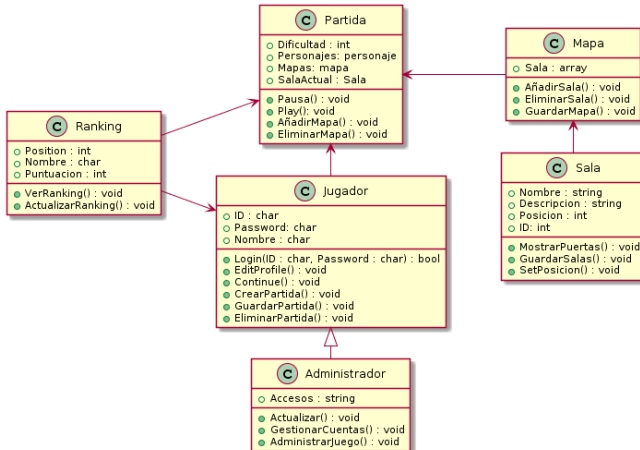 C Partida
Dificultad : int
Personajes: personaje
Mapas: mapa
SalaActual : Sala
Pausa() : void
Play(): void
AñadirMapa() : void
EliminarMapa() : void
C Mapa
Sala : array
AñadirSala() : void
EliminarSala() : void
GuardarMapa() : void
C Ranking
Position : int
Nombre : char
Puntuacion : int
VerRanking() : void
ActualizarRanking() : void
C Jugador
ID : char
Password: char
Nombre : char
Login(ID : char, Password : char) : bool
EditProfile() : void
Continue() : void
CrearPartida() : void
GuardarPartida() : void
EliminarPartida() : void
C Sala
Nombre : string
Descripcion : string
Posicion : int
ID: int
MostrarPuertas() : void
GuardarSalas() : void
SetPosicion() : void
C Administrador
Accesos : string
Actualizar() : void
GestionarCuentas() : void
AdministrarJuego() : void